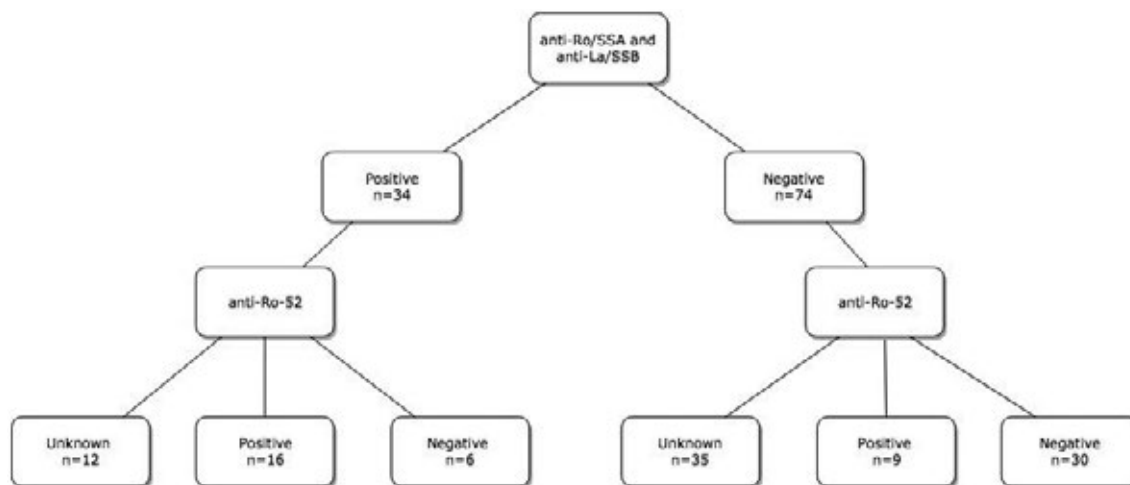 anti-Ro/SSA and
anti-La/SSB
Positive
n=34
Negative
n=74
anti-Ro-52
anti-Ro-52
Unknown
n=12
Positive
n=16
Negative
n=6
Unknown
n=35
Positive
n=9
Negative
n=30